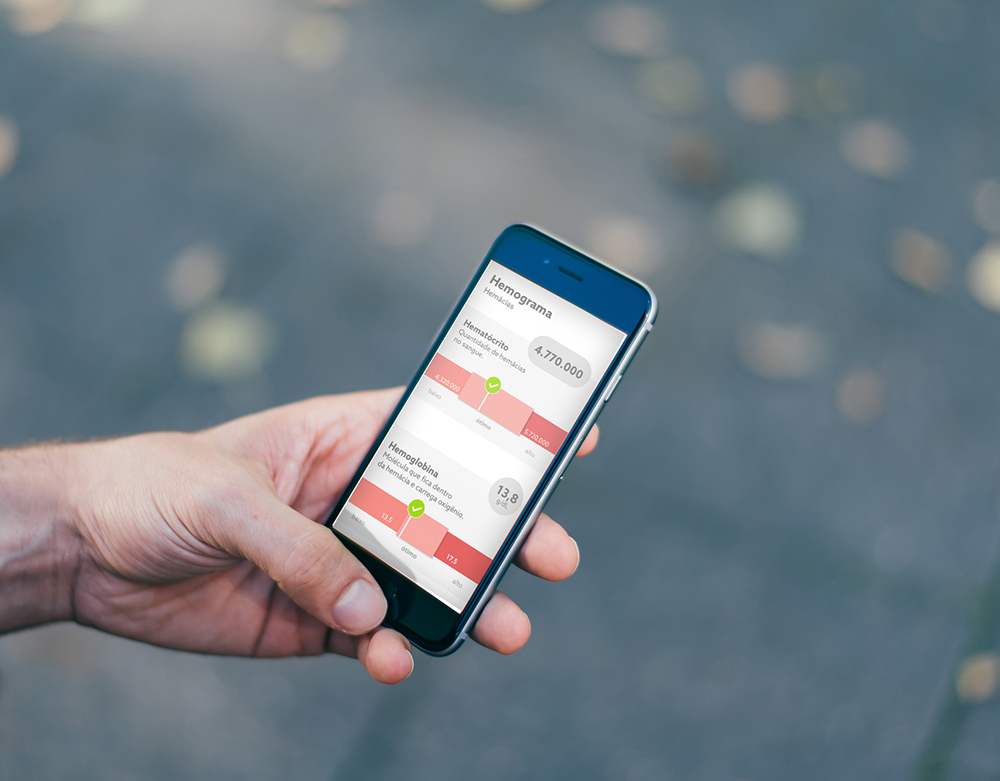 Hemograma
Hemácias
Hematócrito
Quantidade de hemácias
no sangue.
4.770.000
4.320.000
5.720.000
baixo
ótimo
alto
Hemoglobina
Molécula que fica dentro
da hemácia e carrega oxigênio.
13,8
g/dL
13,5
17,5
baixo
ótimo
alto